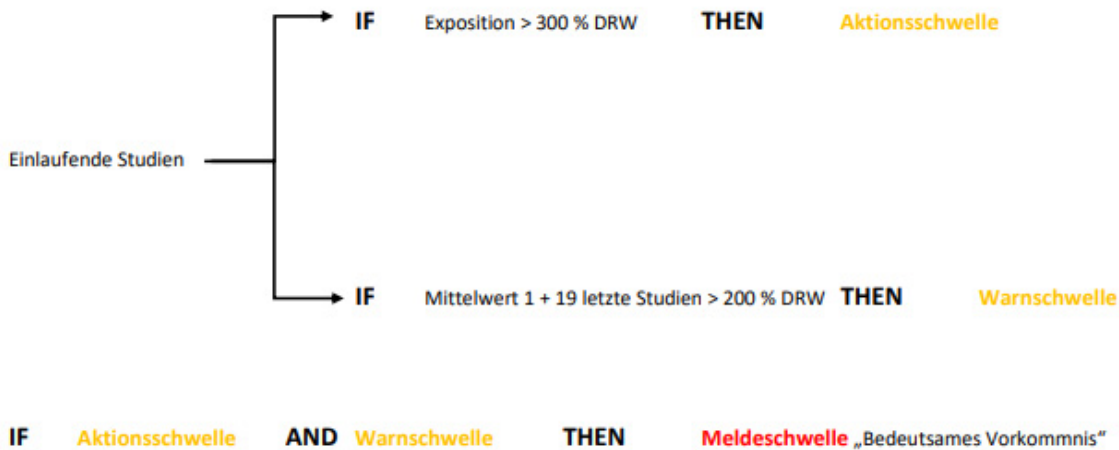 IF Exposition > 300 % DRW THEN Aktionsschwelle
Einlaufende Studien
IF Mittelwert 1 + 19 letzte Studien > 200 % DRW THEN Warnschwelle
IF Aktionsschwelle AND Warnschwelle THEN Meldeschwelle „Bedeutsames Vorkommnis“